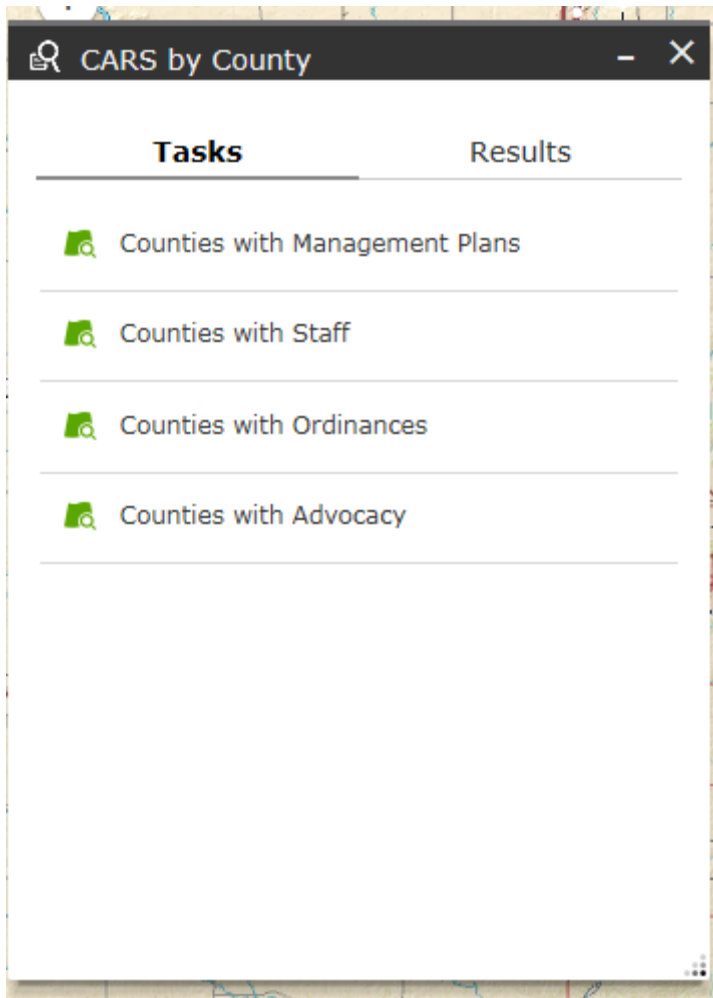 CARS by County
Tasks
Results
Counties with Management Plans
Counties with Staff
Counties with Ordinances
Counties with Advocacy